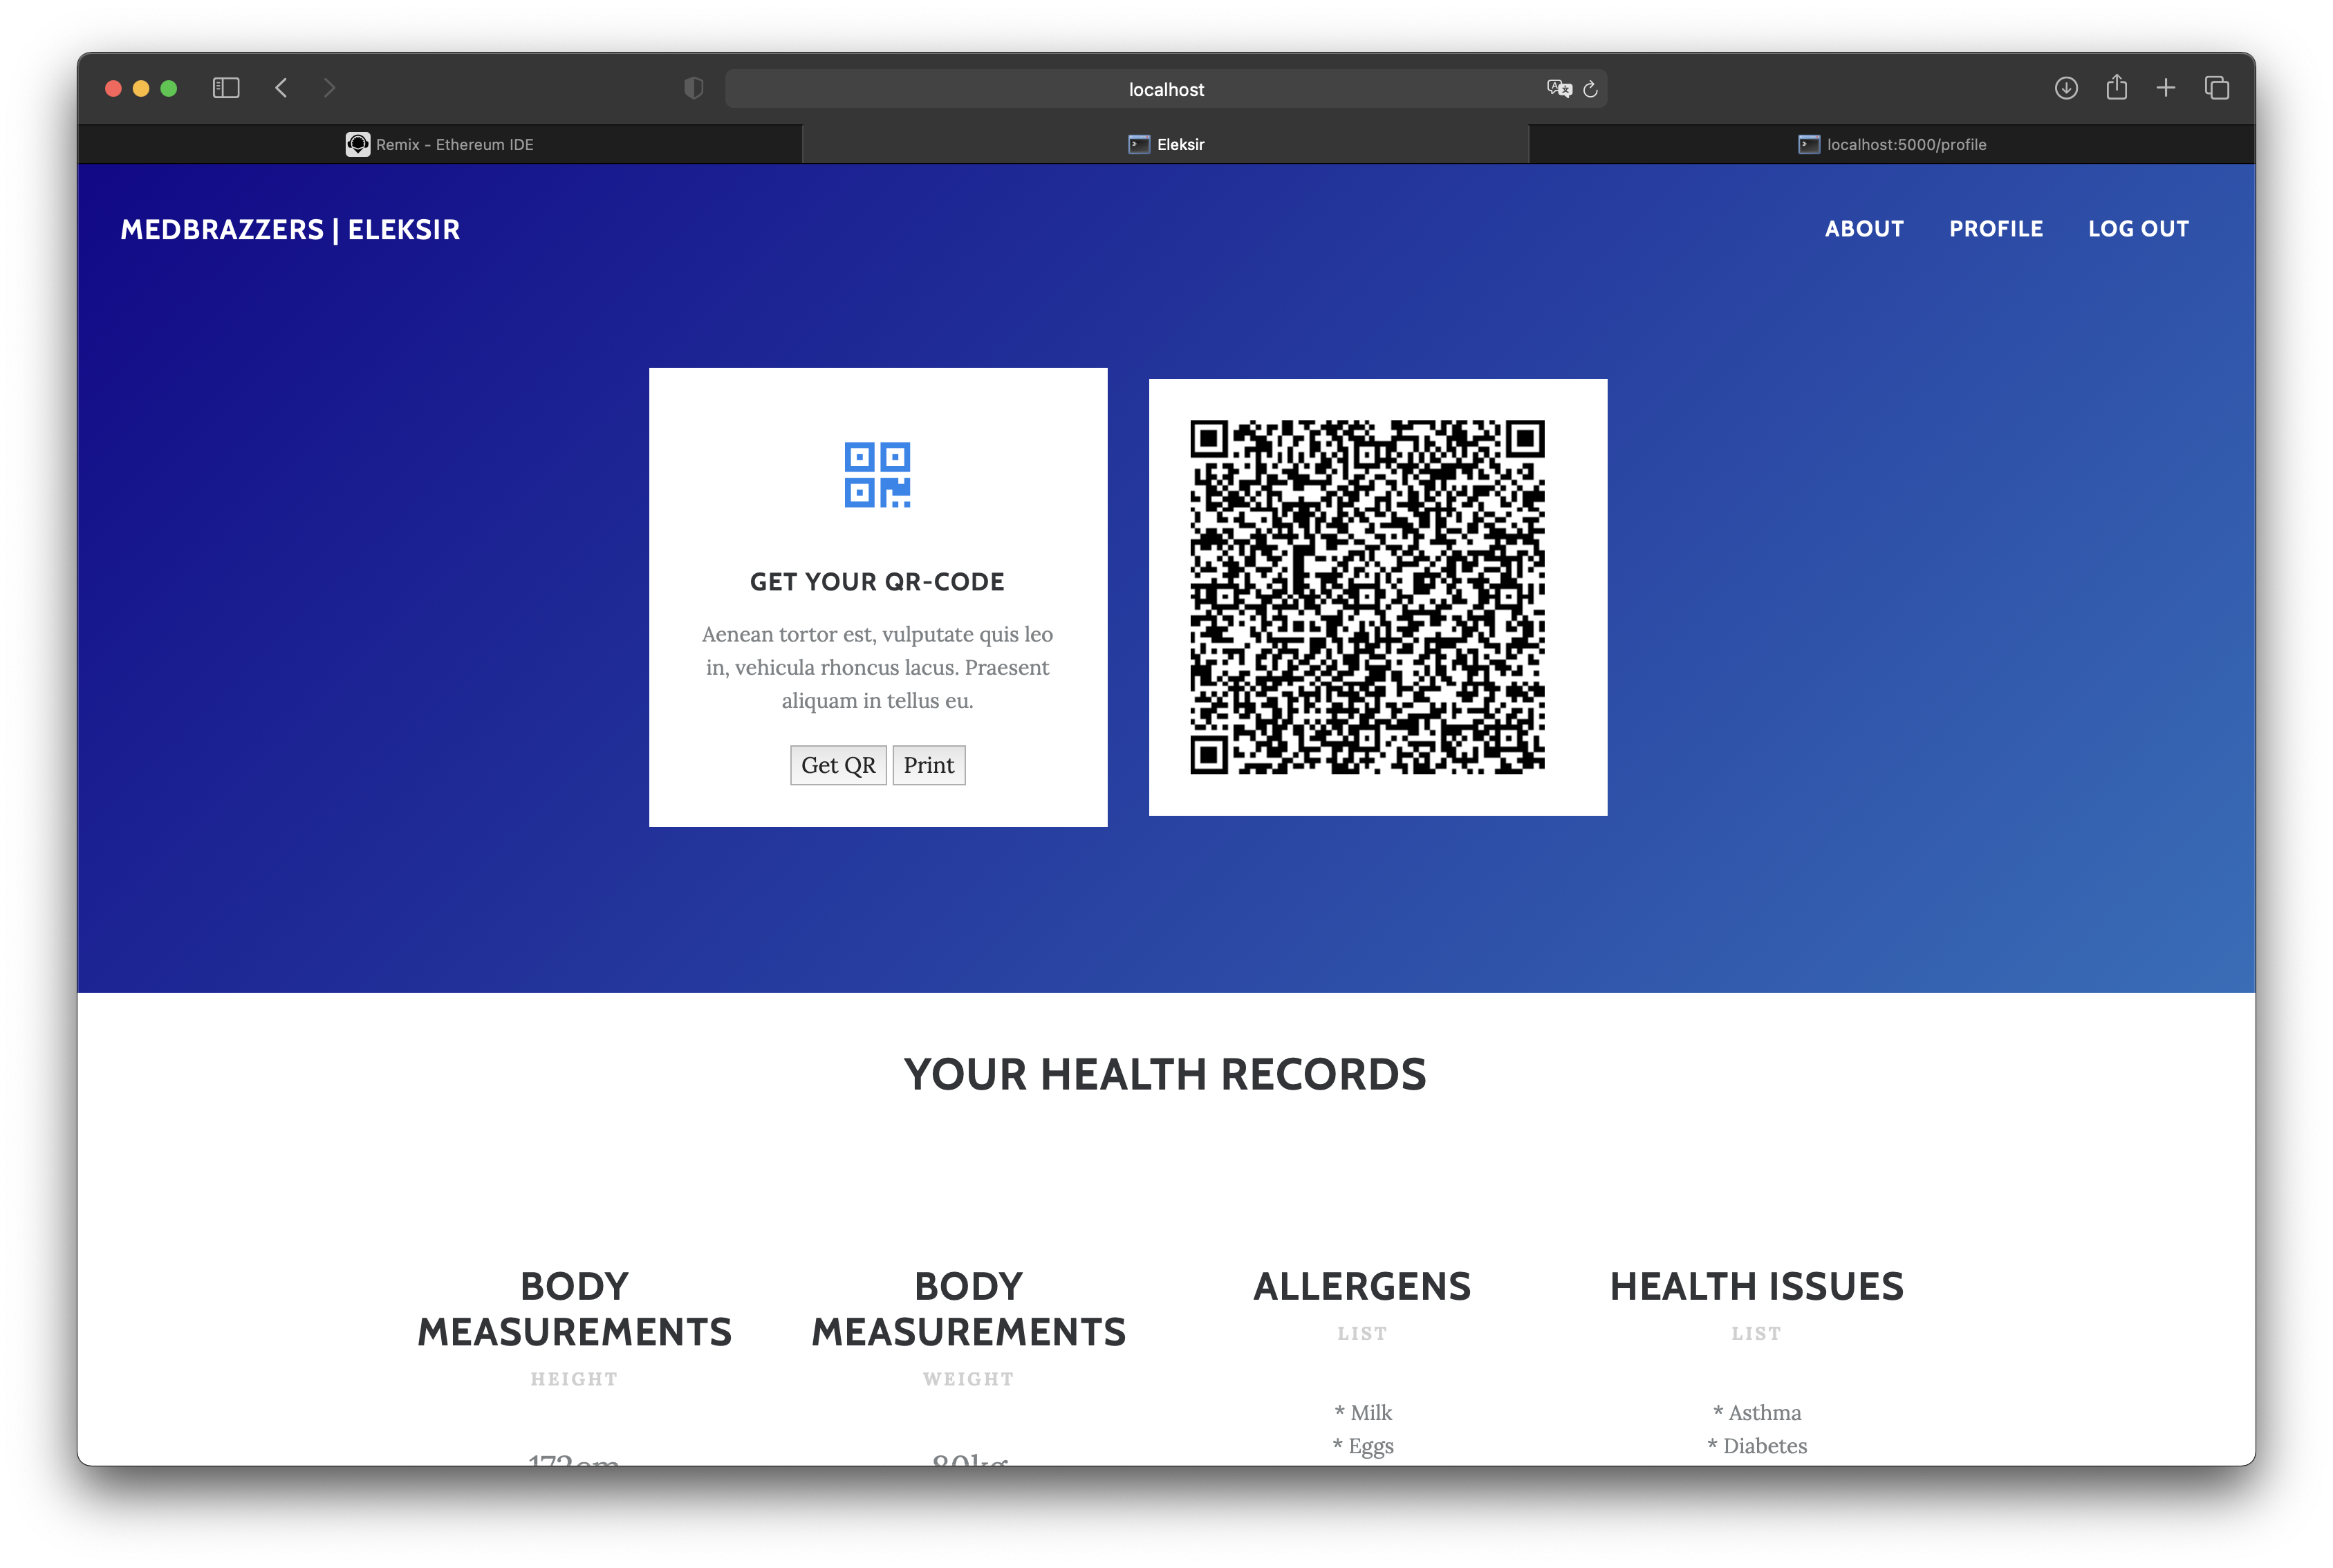 localhost
Remix - Ethereum IDE
Eleksir
localhost:5000/profile
MEDBRAZZERS | ELEKSIR
ABOUT PROFILE LOG OUT
GET YOUR QR-CODE
Aenean tortor est, vulputate quis leo
in, vehicula rhoncus lacus. Praesent
aliquam in tellus eu.
Get QR Print
YOUR HEALTH RECORDS
BODY
MEASUREMENTS
HEIGHT
172cm
BODY
MEASUREMENTS
WEIGHT
80kg
ALLERGENS
LIST
* Milk
* Eggs
HEALTH ISSUES
LIST
* Asthma
* Diabetes